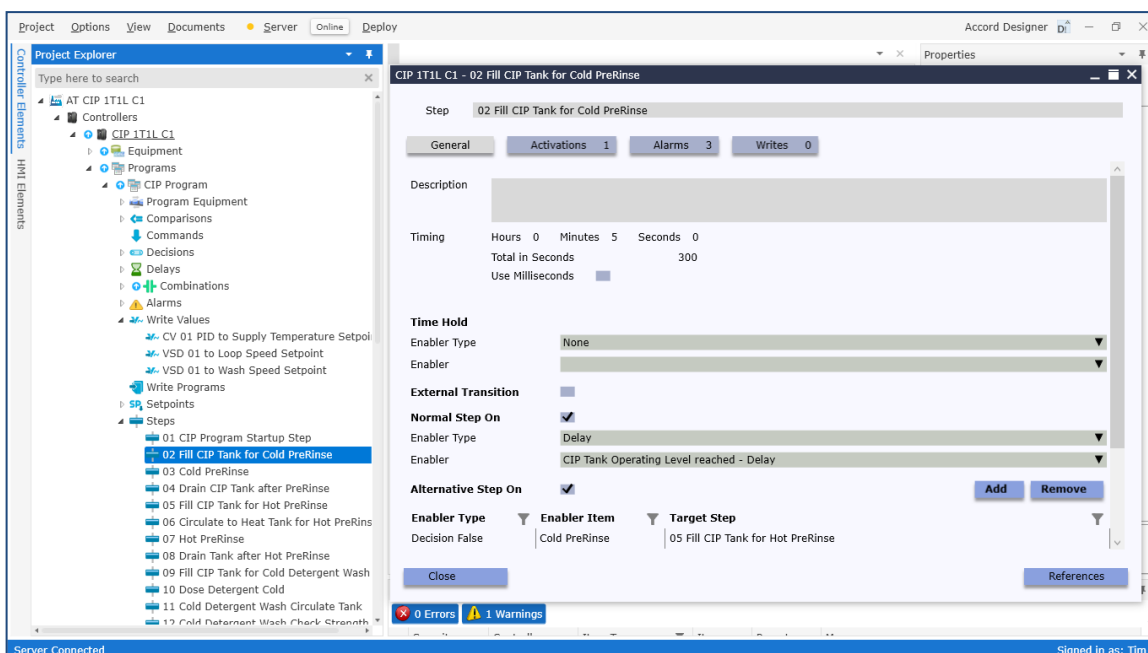 Project Options View Documents Server Online Deploy Accord Designer
Project Explorer
Type here to search
Controller Elements
HMI Elements
AT CIP 1T1L C1
Controllers
CIP 1T1L C1
Equipment
Programs
CIP Program
Program Equipment
Comparisons
Commands
Decisions
Delays
Combinations
Alarms
Write Values
CV 01 PID to Supply Temperature Setpoi
VSD 01 to Loop Speed Setpoint
VSD 01 to Wash Speed Setpoint
Write Programs
SP. Setpoints
Steps
01 CIP Program Startup Step
02 Fill CIP Tank for Cold PreRinse
03 Cold PreRinse
04 Drain CIP Tank after PreRinse
05 Fill CIP Tank for Hot PreRinse
06 Circulate to Heat Tank for Hot PreRins
07 Hot PreRinse
08 Drain Tank after Hot PreRinse
09 Fill CIP Tank for Cold Detergent Wash
10 Dose Detergent Cold
11 Cold Detergent Wash Circulate Tank
12 Cold Detergent Wash Check Strength
Properties
CIP 1T1L C1 - 02 Fill CIP Tank for Cold PreRinse
Step 02 Fill CIP Tank for Cold PreRinse
General Activations 1 Alarms 3 Writes 0
Description
Timing Hours 0 Minutes 5 Seconds 0
Total in Seconds 300
Use Milliseconds
Time Hold
Enabler Type None
Enabler
External Transition
Normal Step On
Enabler Type Delay
Enabler CIP Tank Operating Level reached - Delay
Alternative Step On Add Remove
Enabler Type Enabler Item Target Step
Decision False Cold PreRinse 05 Fill CIP Tank for Hot PreRinse
Close References
0 Errors 1 Warnings
Server Connected Signed in as: Tim